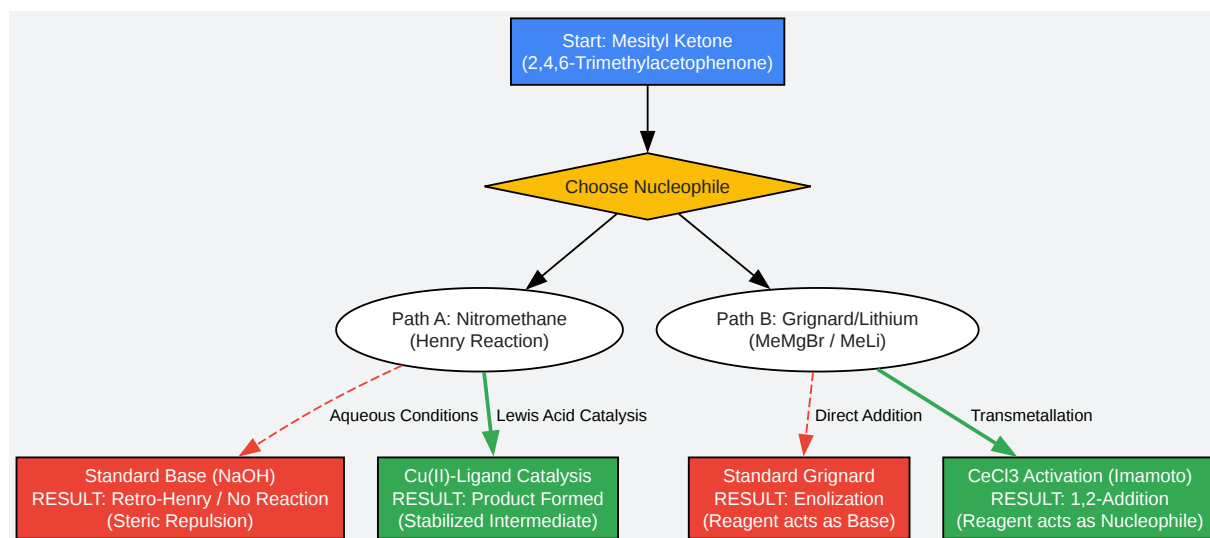 Start: Mesityl Ketone
(2,4,6-Trimethylacetophenone)
Choose Nucleophile
Path A: Nitromethane
(Henry Reaction)
Path B: Grignard/Lithium
(MeMgBr / MeLi)
Aqueous Conditions
Lewis Acid Catalysis
Direct Addition
Transmetallation
Standard Base (NaOH)
RESULT: Retro-Henry / No Reaction
(Steric Repulsion)
Cu(II)-Ligand Catalysis
RESULT: Product Formed
(Stabilized Intermediate)
Standard Grignard
RESULT: Enolization
(Reagent acts as Base)
CeCl3 Activation (Imamoto)
RESULT: 1,2-Addition
(Reagent acts as Nucleophile)